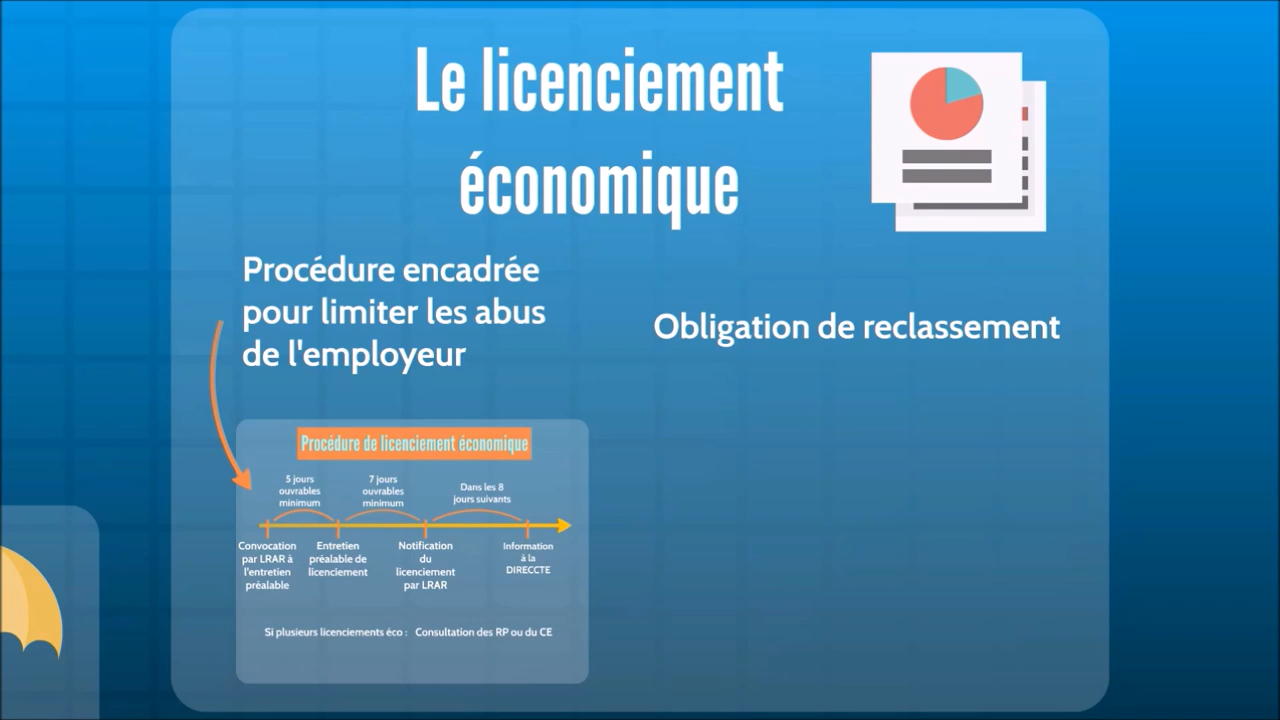 Le licenciement
économique
Procédure encadrée
pour limiter les abus
de l'employeur
Obligation de reclassement
Procédure de licenciement économique
5 jours
ouvrables
minimum
7 jours
ouvrables
minimum
Dans les 8
jours suivants
Convocation
par LRAR à
l'entretien
préalable
Entretien
préalable de
licenciement
Notification
du
licenciement
par LRAR
Information
à la
DIRECCTE
Si plusieurs licenciements éco : Consultation des RP ou du CE